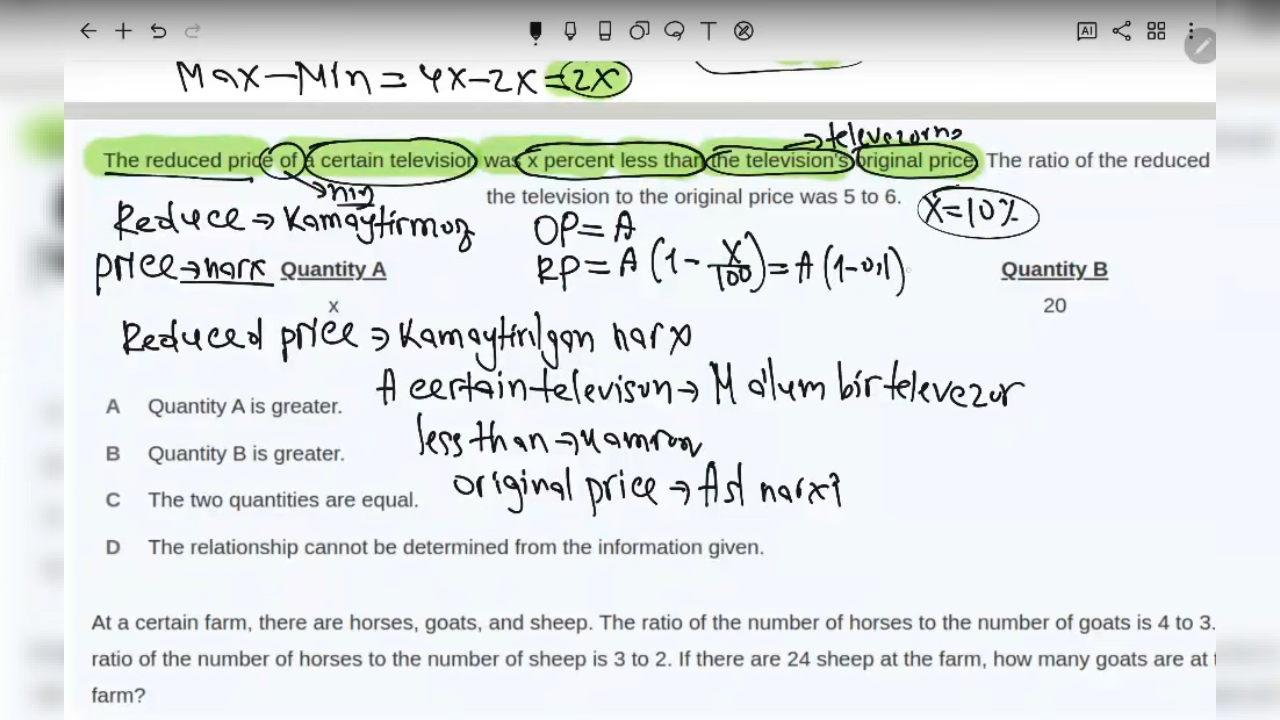 Max-Min = 4x-2x=2x
→televezorns
The reduced price of a certain television was x percent less than the television's original price. The ratio of the reduced
→nin
the television to the original price was 5 to 6.
x=10%
Reduce → Kamaytirmoq
OP=A
price→narx
RP=A(1-x/100)=A(1-0,1)
Quantity A
Quantity B
x
20
Reduced price → Kamaytirilgan narx
A certain televison → Ma'lum bir televezor
A Quantity A is greater.
less than →
B Quantity B is greater.
original price → Asl narxi
C The two quantities are equal.
D The relationship cannot be determined from the information given.
At a certain farm, there are horses, goats, and sheep. The ratio of the number of horses to the number of goats is 4 to 3.
ratio of the number of horses to the number of sheep is 3 to 2. If there are 24 sheep at the farm, how many goats are at
farm?